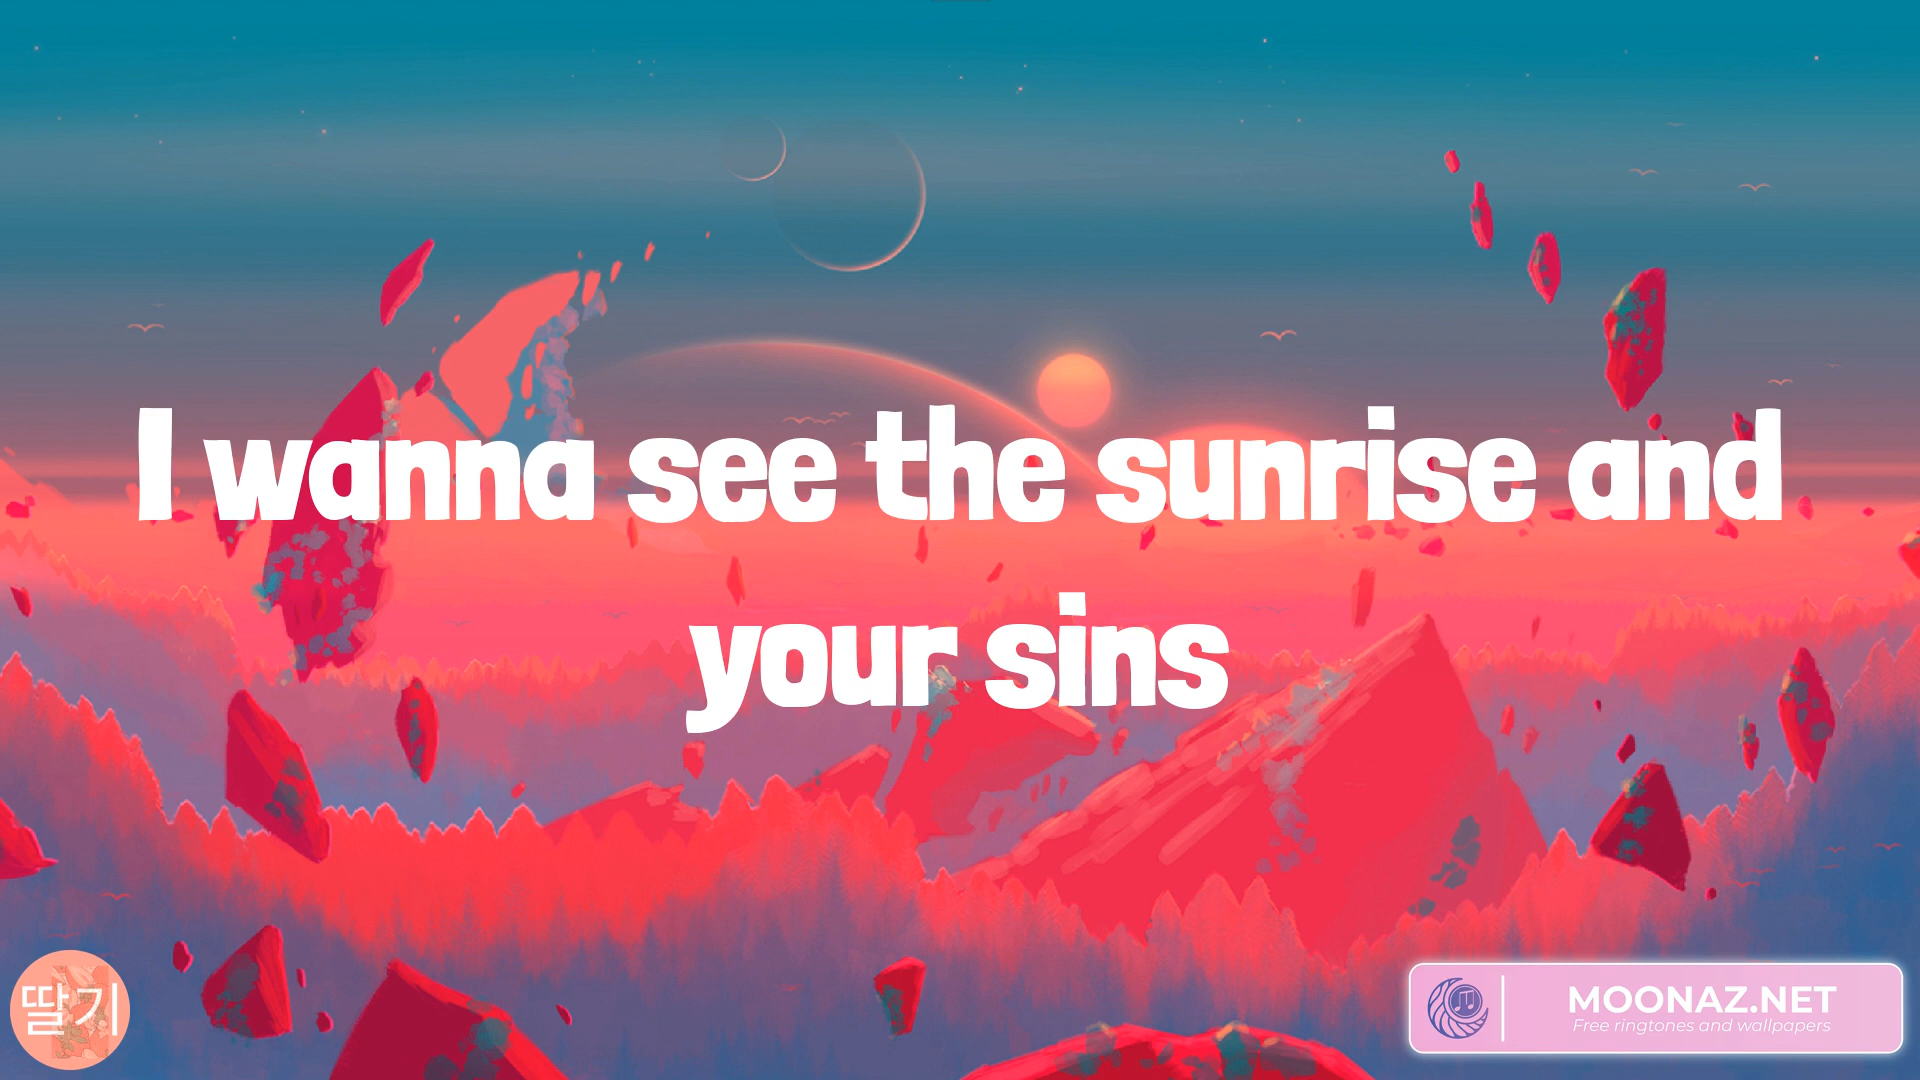 I wanna see the sunrise and
your sins
딸기
MOONAZ.NET
Free ringtones and wallpapers